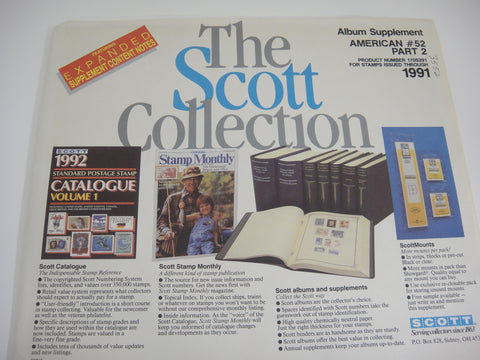 FEATURING
EXPANDED
SUPPLEMENT CONTENT NOTES
The
Scott
Collection
Album Supplement
AMERICAN #52
PART 2
PRODUCT NUMBER 170S291
FOR STAMPS ISSUED THROUGH
1991
SCOTT
1992
STANDARD POSTAGE STAMP
CATALOGUE
VOLUME 1
Scott Catalogue
The Indispensable Stamp Reference
● The copyrighted Scott Numbering System
lists, identifies, and values over 350,000 stamps
● Retail value system represents what collectors
should expect to actually pay for a stamp.
● "User-friendly" introduction is a short course
in stamp collecting. Valuable for the newcomer
as well as the veteran philatelist.
● Specific descriptions of stamp grades and
how they are used within the catalogue are
now included. Stamps are valued in a
fine-very fine grade.
● Includes tens of thousands of value updates
and new listings.
Stamp Monthly
Scott Stamp Monthly
A different kind of stamp publication
● The source for new issue information and
Scott numbers. Get the news first with
Scott Stamp Monthly magazine.
● Topical Index. If you collect ships, trains
or whatever on stamps you won't want to be
without our comprehensive monthly listing.
● Inside information. As the "voice" of the
Scott Catalogue, Scott Stamp Monthly will
keep you informed of catalogue changes
and developments as they occur.
Scott albums and supplements
Collect the Scott way
● Scott albums are the collector's choice.
● Spaces identified with Scott numbers take
the guesswork out of collecting.
● High-quality, chemically neutral paper.
Just the right thickness for your stamps.
● Scott binders are as handsome as they are sturdy.
● Scott albums offer the best value in collecting.
● Annual supplements keep your albums up-to-date.
ScottMounts
More mounts per pack!
● In strips, blocks or pre-cut.
Black or clear.
● More mounts in pack than
Showgard®. Quality equal to
any mount you can buy.
● Use exclusive re-closable pack
for storing unused mounts.
● Free sample available —
just write us and mention
this supplement.
SCOTT
Serving collectors since 1863.
P.O. Box 828, Sidney, OH 453